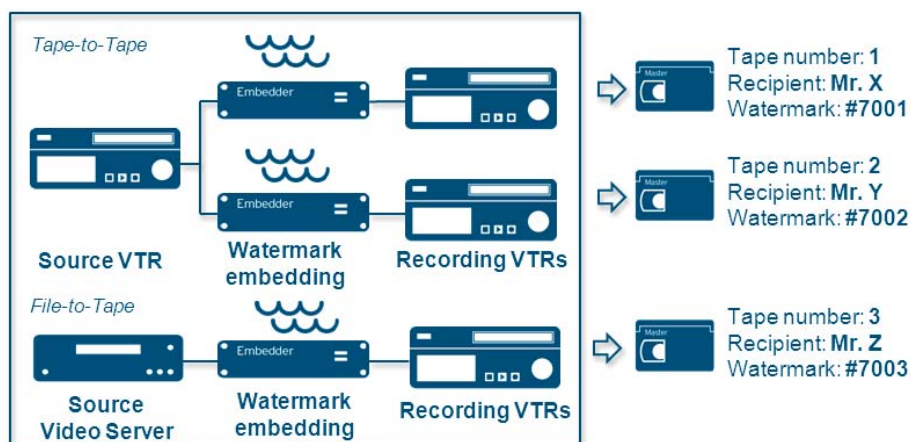 Tape-to-Tape
Embedder
Master
Tape number: 1
Recipient: Mr. X
Watermark: #7001
Embedder
Master
Tape number: 2
Recipient: Mr. Y
Watermark: #7002
Source VTR
Watermark
embedding
Recording VTRs
File-to-Tape
Embedder
Master
Tape number: 3
Recipient: Mr. Z
Watermark: #7003
Source
Video Server
Watermark
embedding
Recording VTRs